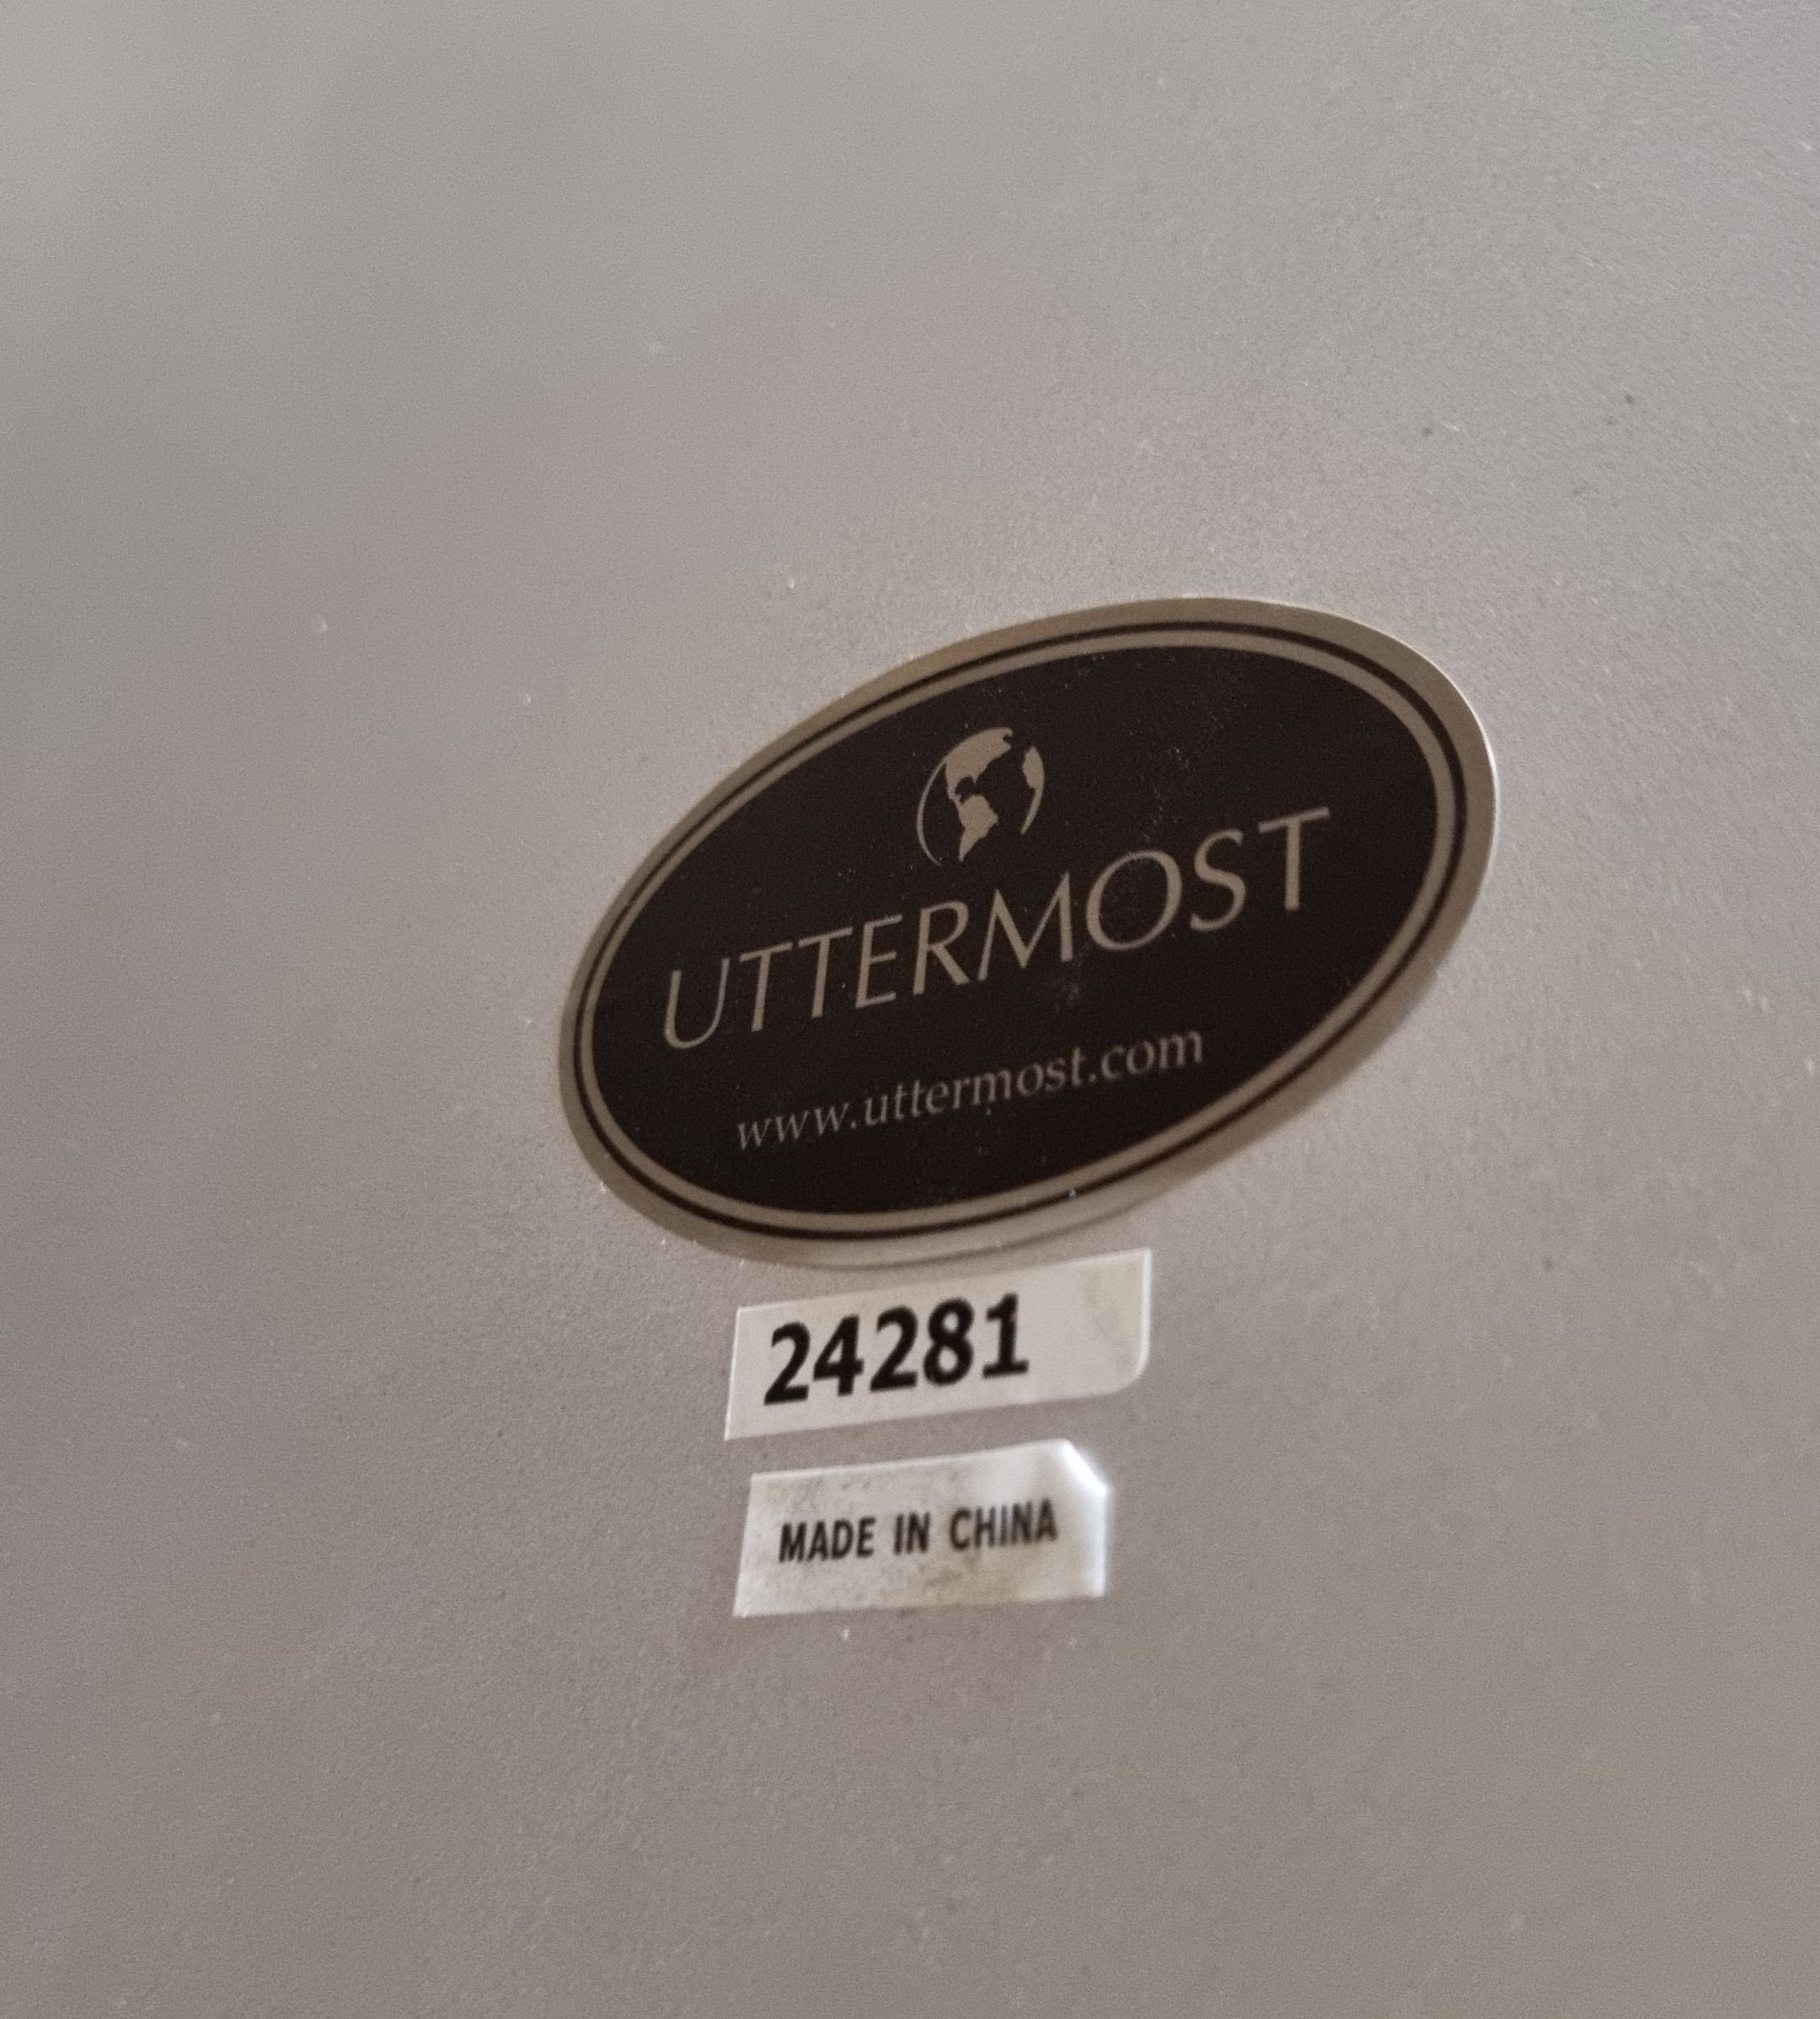 UTTERMOST
www.uttermost.com
24281
MADE IN CHINA